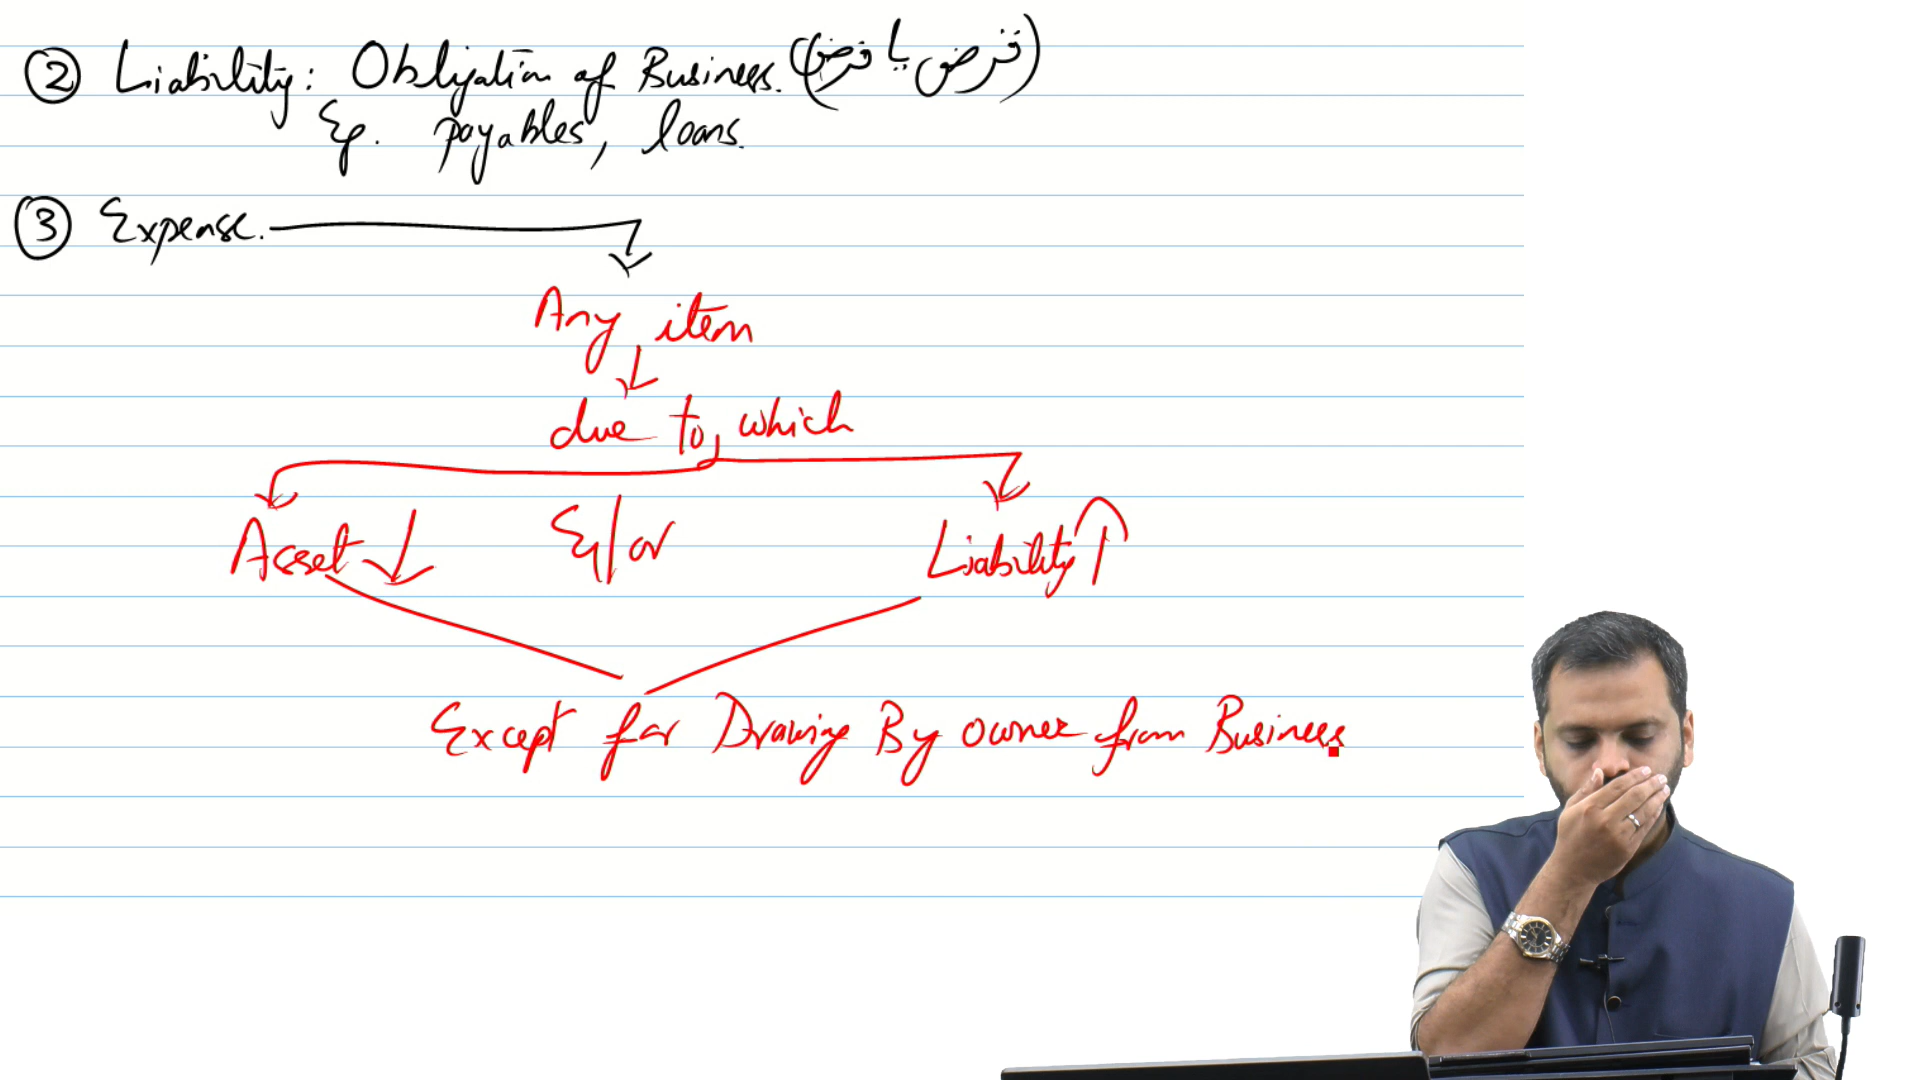 ② Liability: Obligation of Business. (قرض یا فرض)
Eg. payables, loans.
③ Expense.
Any item
due to, which
Asset ↓ &/or Liability ↑
Except for Drawing By owner from Business